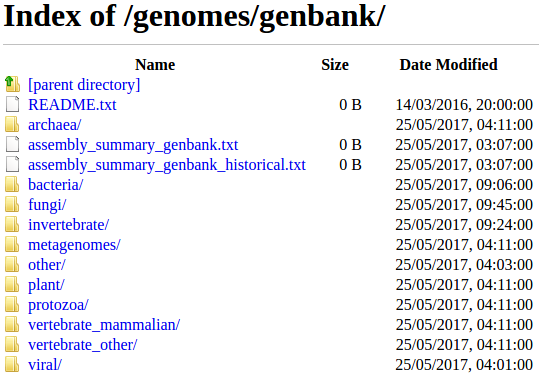 Index of /genomes/genbank/
Name Size Date Modified
[parent directory]
README.txt 0 B 14/03/2016, 20:00:00
archaea/ 25/05/2017, 04:11:00
assembly_summary_genbank.txt 0 B 25/05/2017, 03:07:00
assembly_summary_genbank_historical.txt 0 B 25/05/2017, 03:07:00
bacteria/ 25/05/2017, 09:06:00
fungi/ 25/05/2017, 09:45:00
invertebrate/ 25/05/2017, 09:24:00
metagenomes/ 25/05/2017, 04:11:00
other/ 25/05/2017, 04:03:00
plant/ 25/05/2017, 04:11:00
protozoa/ 25/05/2017, 04:11:00
vertebrate_mammalian/ 25/05/2017, 04:11:00
vertebrate_other/ 25/05/2017, 04:11:00
viral/ 25/05/2017, 04:01:00